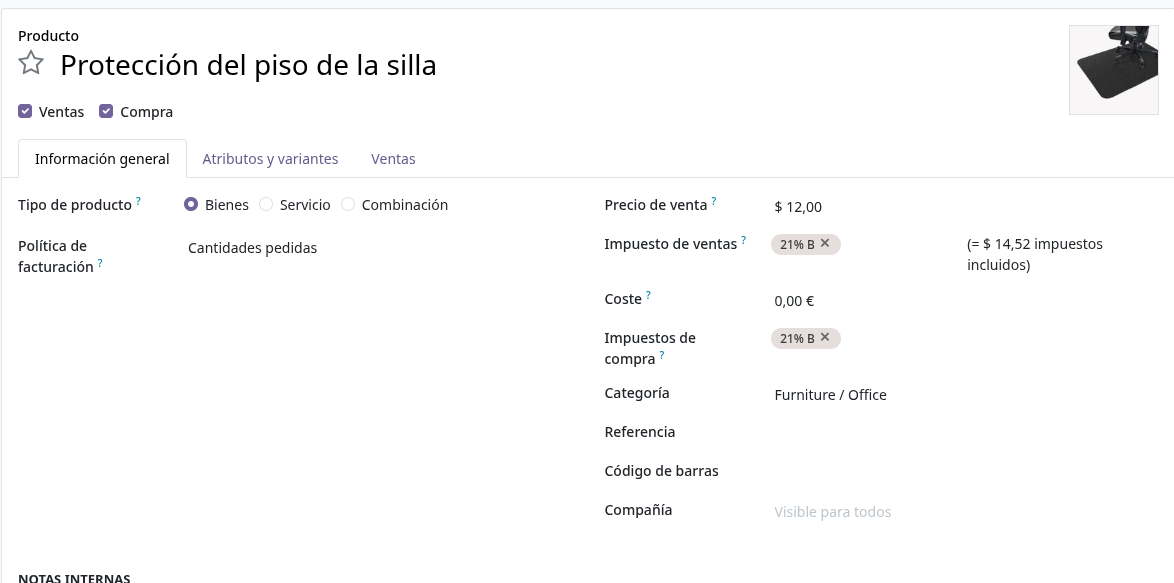 Producto
Protección del piso de la silla
Ventas Compra
Información general Atributos y variantes Ventas
Tipo de producto ? Bienes Servicio Combinación
Política de
facturación ? Cantidades pedidas
Precio de venta ? $ 12,00
Impuesto de ventas ? 21% B ✕ (= $ 14,52 impuestos
incluidos)
Coste ? 0,00 €
Impuestos de
compra ? 21% B ✕
Categoría Furniture / Office
Referencia
Código de barras
Compañía Visible para todos
NOTAS INTERNAS